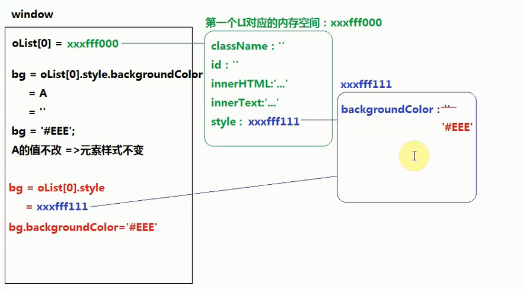 window
第一个LI对应的内存空间：xxxfff000
oList[0] = xxxfff000
className：''
id：''
innerHTML:'...'
innerText:'...'
style：xxxfff111
bg = oList[0].style.backgroundColor
= A
= ''
bg = '#EEE';
A的值不改 =>元素样式不变
xxxfff111
backgroundColor：''
'#EEE'
bg = oList[0].style
= xxxfff111
bg.backgroundColor='#EEE'